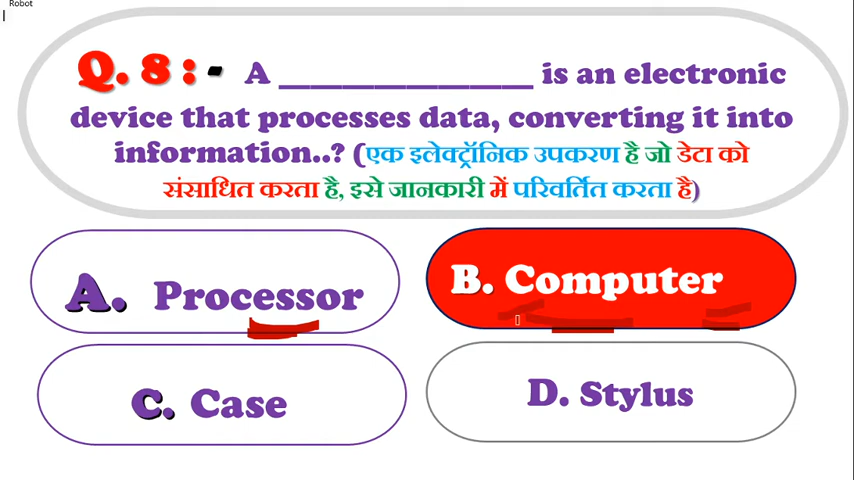 Robot
Q. 8 : - A ________________ is an electronic
device that processes data, converting it into
information..? (एक इलेक्ट्रॉनिक उपकरण है जो डेटा को
संसाधित करता है, इसे जानकारी में परिवर्तित करता है)
A. Processor
B. Computer
C. Case
D. Stylus